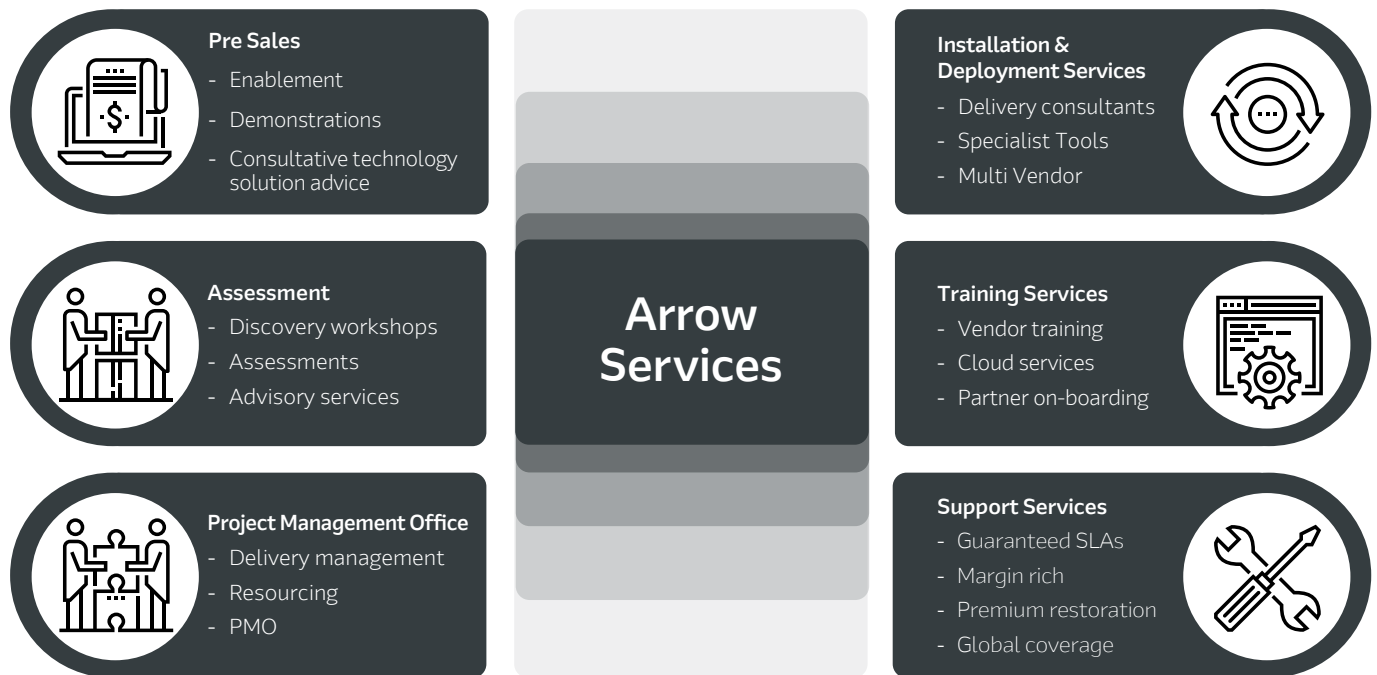 Pre Sales
- Enablement
- Demonstrations
- Consultative technology
solution advice
Assessment
- Discovery workshops
- Assessments
- Advisory services
Project Management Office
- Delivery management
- Resourcing
- PMO
Arrow
Services
Installation &
Deployment Services
- Delivery consultants
- Specialist Tools
- Multi Vendor
Training Services
- Vendor training
- Cloud services
- Partner on-boarding
Support Services
- Guaranteed SLAs
- Margin rich
- Premium restoration
- Global coverage